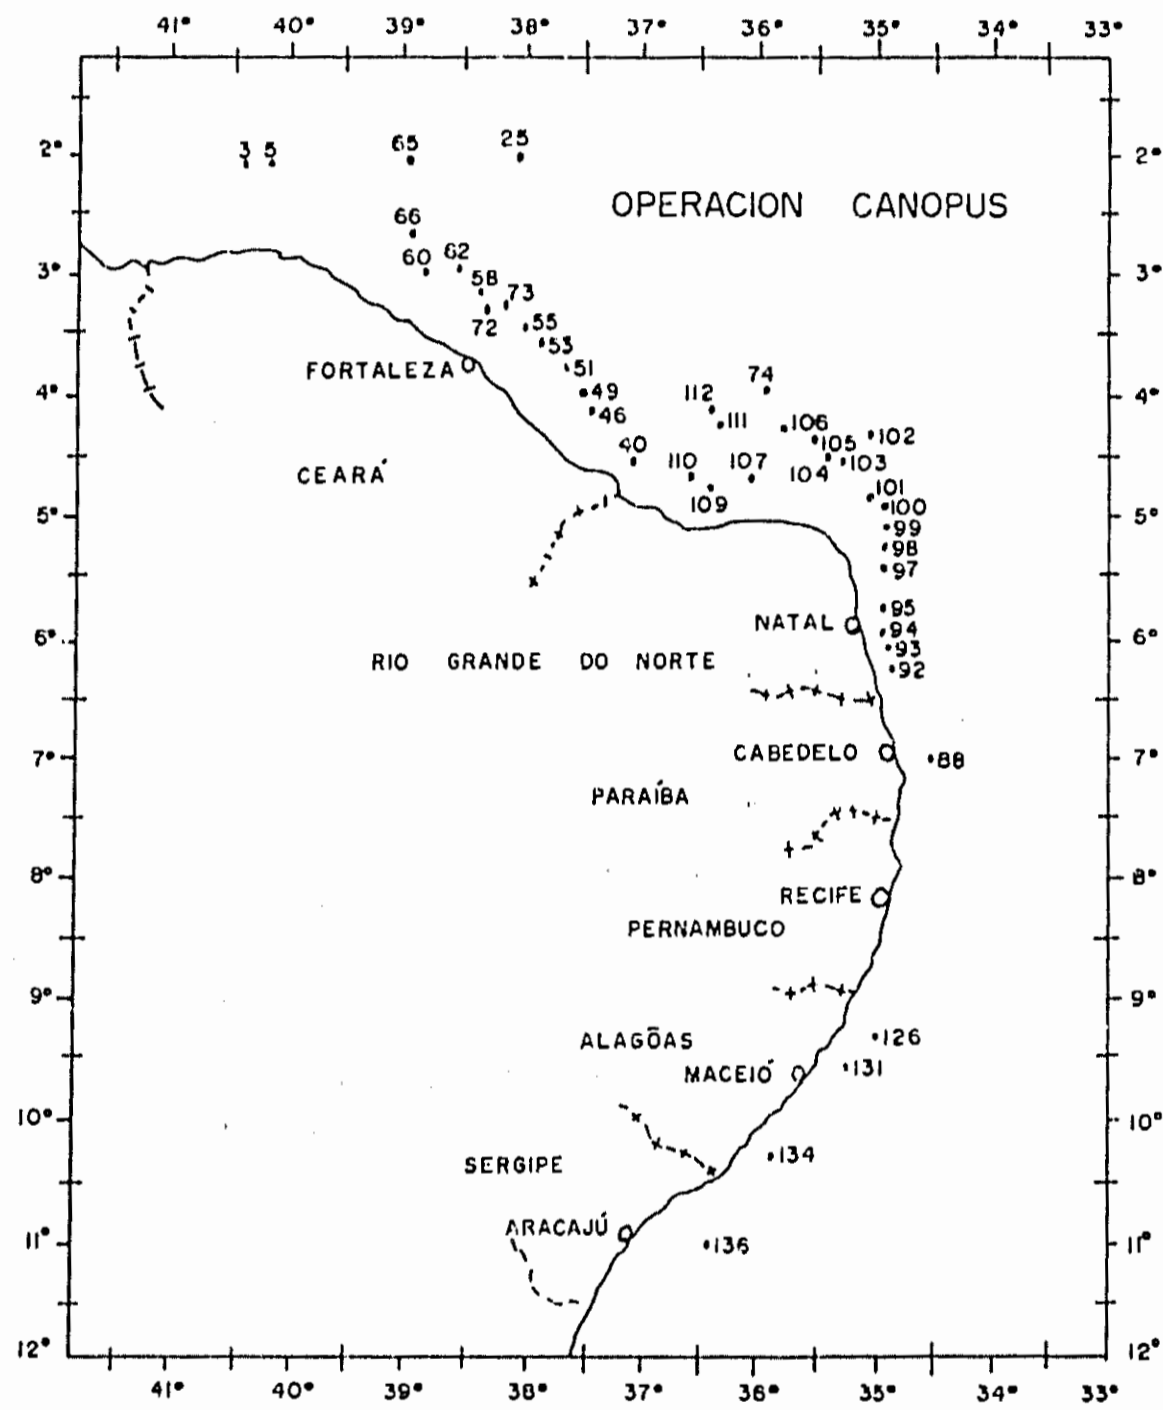 41° 40° 39° 38° 37° 36° 35° 34° 33°
2° 3 5 65 25 2°
OPERACION CANOPUS
66
60 62
3° 58 3°
73
72 55
53
FORTALEZA 51 74
4° 49 112 4°
46 111 106
40 105 102
CEARÁ 110 107 104 103
101
109 100
5° 99 5°
98
97
95
NATAL 94
6° 93 6°
RIO GRANDE DO NORTE 92
7° CABEDELO 88 7°
PARAÍBA
8° 8°
RECIFE
PERNAMBUCO
9° 9°
ALAGÕAS 126
MACEIÓ 131
10° 10°
SERGIPE 134
ARACAJÚ
11° 136 11°
12° 12°
41° 40° 39° 38° 37° 36° 35° 34° 33°